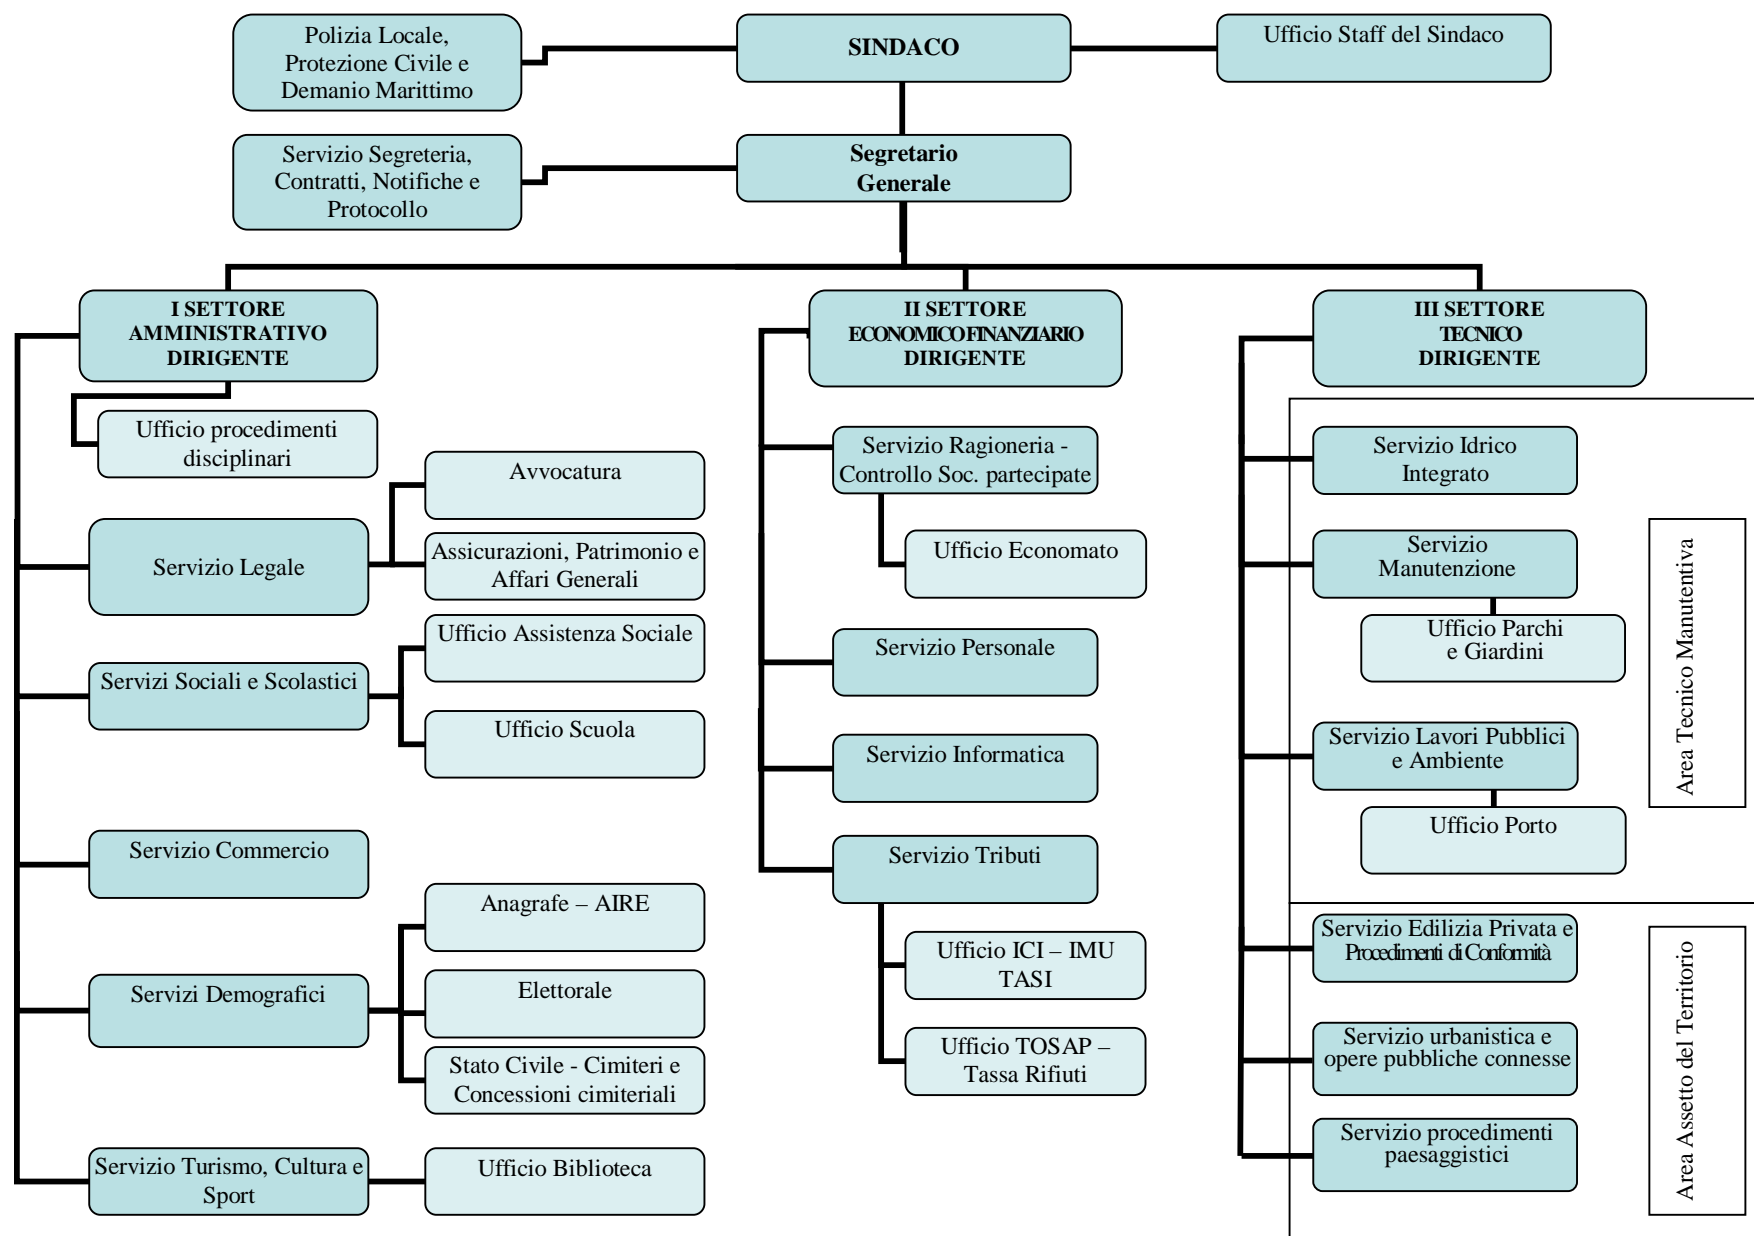 Polizia Locale,
Protezione Civile e
Demanio Marittimo
SINDACO
Ufficio Staff del Sindaco
Servizio Segreteria,
Contratti, Notifiche e
Protocollo
Segretario
Generale
I SETTORE
AMMINISTRATIVO
DIRIGENTE
Ufficio procedimenti
disciplinari
Servizio Legale
Avvocatura
Assicurazioni, Patrimonio e
Affari Generali
Servizi Sociali e Scolastici
Ufficio Assistenza Sociale
Ufficio Scuola
Servizio Commercio
Servizi Demografici
Anagrafe – AIRE
Elettorale
Stato Civile - Cimiteri e
Concessioni cimiteriali
Servizio Turismo, Cultura e
Sport
Ufficio Biblioteca
II SETTORE
ECONOMICO FINANZIARIO
DIRIGENTE
Servizio Ragioneria -
Controllo Soc. partecipate
Ufficio Economato
Servizio Personale
Servizio Informatica
Servizio Tributi
Ufficio ICI – IMU
TASI
Ufficio TOSAP –
Tassa Rifiuti
III SETTORE
TECNICO
DIRIGENTE
Servizio Idrico
Integrato
Servizio
Manutenzione
Ufficio Parchi
e Giardini
Servizio Lavori Pubblici
e Ambiente
Ufficio Porto
Area Tecnico Manutentiva
Servizio Edilizia Privata e
Procedimenti di Conformità
Servizio urbanistica e
opere pubbliche connesse
Servizio procedimenti
paesaggistici
Area Assetto del Territorio